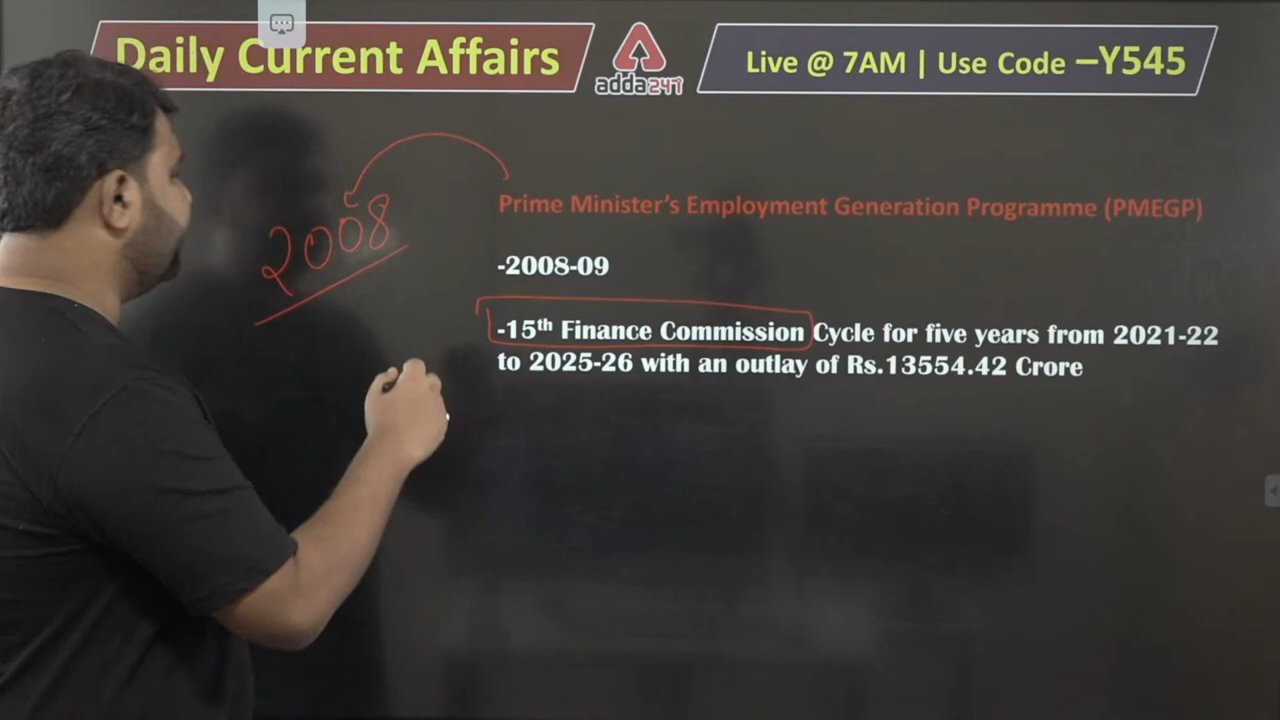 Daily Current Affairs
adda247
Live @ 7AM | Use Code –Y545
2008
Prime Minister’s Employment Generation Programme (PMEGP)
-2008-09
-15th Finance Commission Cycle for five years from 2021-22
to 2025-26 with an outlay of Rs.13554.42 Crore